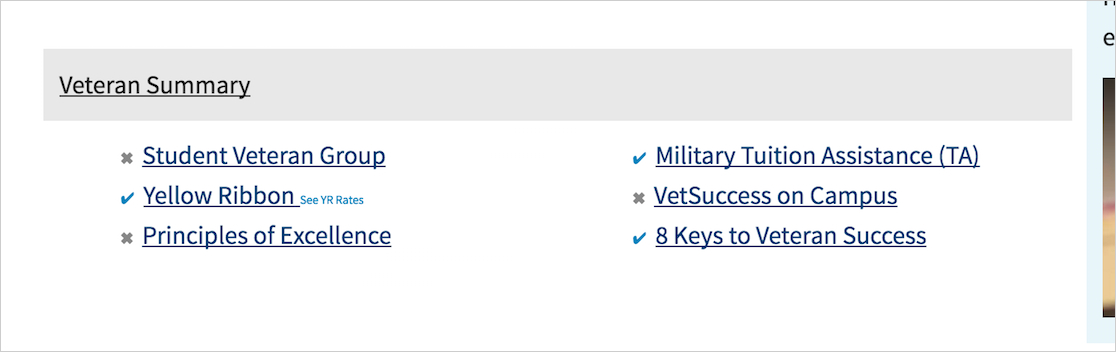 Veteran Summary
✖ Student Veteran Group
✔ Yellow Ribbon See YR Rates
✖ Principles of Excellence
✔ Military Tuition Assistance (TA)
✖ VetSuccess on Campus
✔ 8 Keys to Veteran Success
e